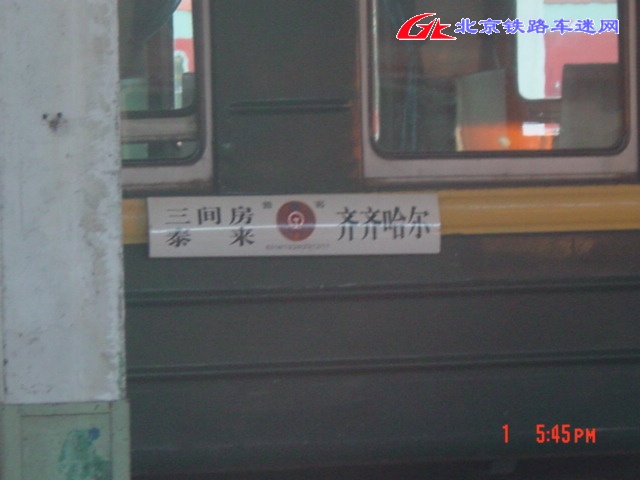 北京铁路车迷网
三间房
泰来
客
齐齐哈尔
1 5:45PM